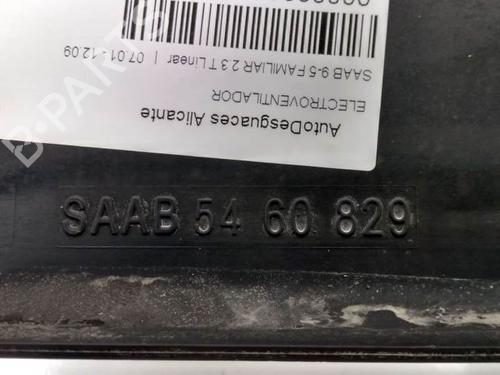 AutoDesguaces Alicante
ELECTROVENTILADOR
SAAB 9-5 FAMILIAR 2.3 T Linear | 07.01 - 12.09
SAAB 54 60 829
B-PARTS